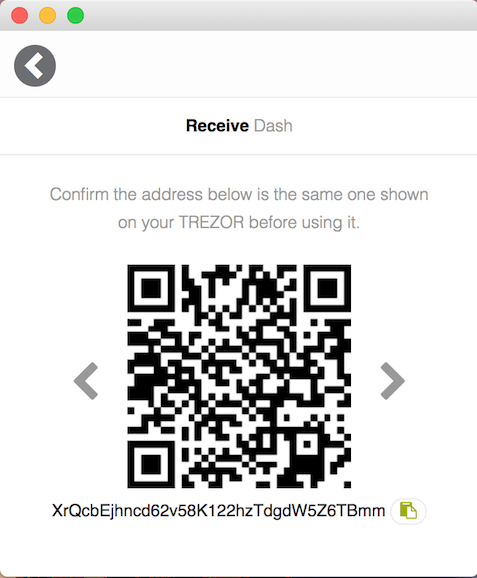 Receive Dash
Confirm the address below is the same one shown
on your TREZOR before using it.
XrQcbEjhncd62v58K122hzTdgdW5Z6TBmm